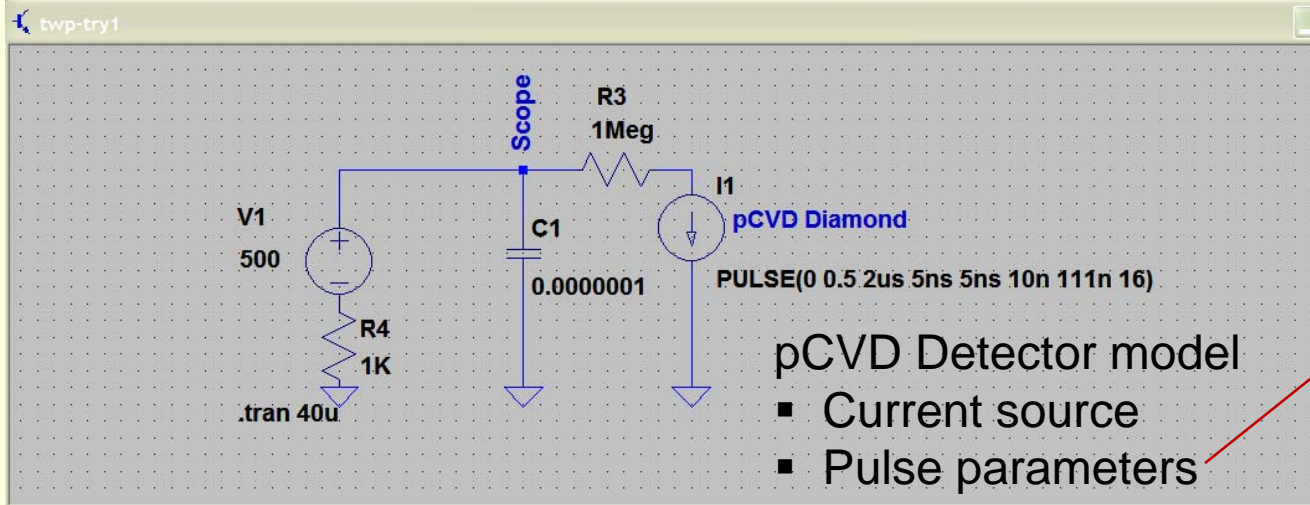 twp-try1
Scope
R3
1Meg
I1
V1
pCVD Diamond
C1
500
0.0000001
PULSE(0 0.5 2us 5ns 5ns 10n 111n 16)
R4
1K
.tran 40u
pCVD Detector model
▪ Current source
▪ Pulse parameters